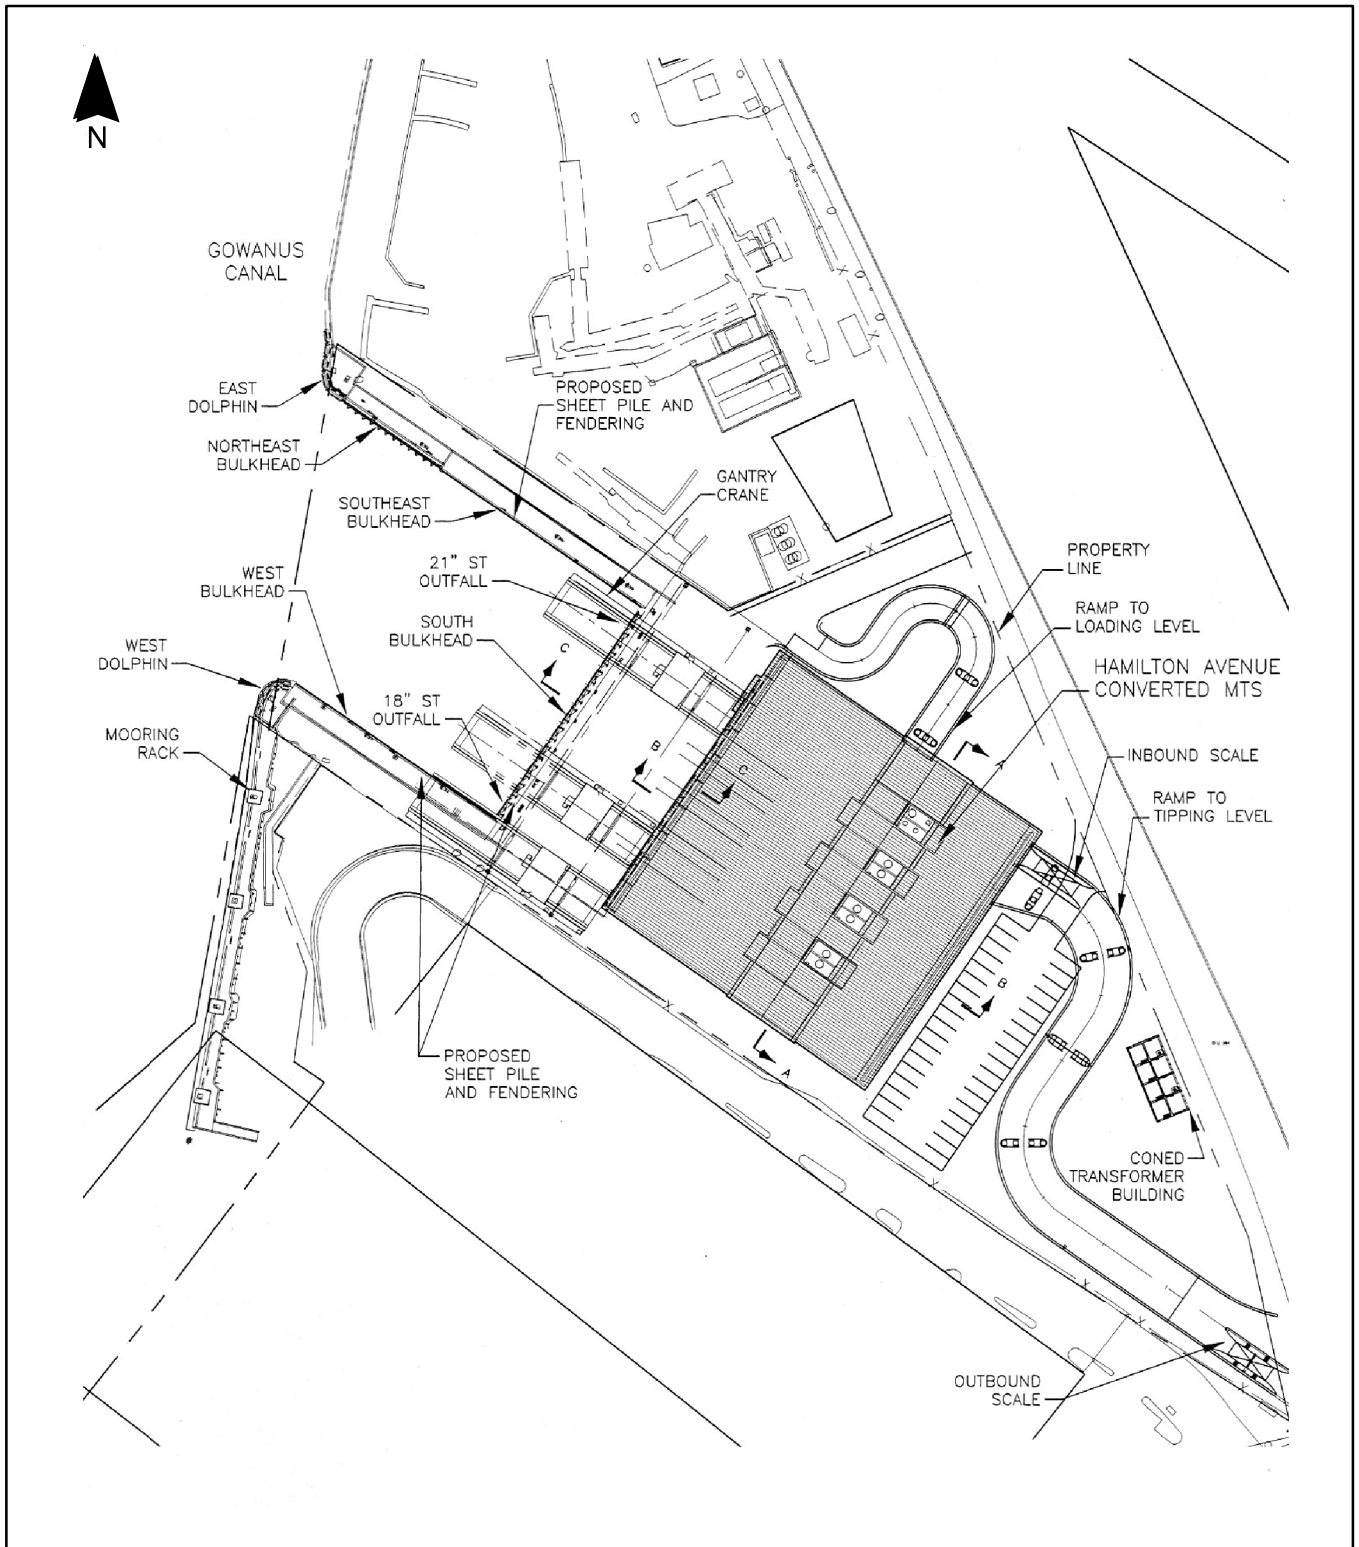 N
GOWANUS
CANAL
EAST
DOLPHIN
PROPOSED
SHEET PILE AND
FENDERING
NORTHEAST
BULKHEAD
GANTRY
CRANE
SOUTHEAST
BULKHEAD
21" ST
OUTFALL
PROPERTY
LINE
WEST
BULKHEAD
RAMP TO
LOADING LEVEL
SOUTH
BULKHEAD
WEST
DOLPHIN
C
HAMILTON AVENUE
CONVERTED MTS
18" ST
OUTFALL
MOORING
RACK
B
A
INBOUND SCALE
C
RAMP TO
TIPPING LEVEL
B
PROPOSED
SHEET PILE
AND FENDERING
A
CONED
TRANSFORMER
BUILDING
OUTBOUND
SCALE